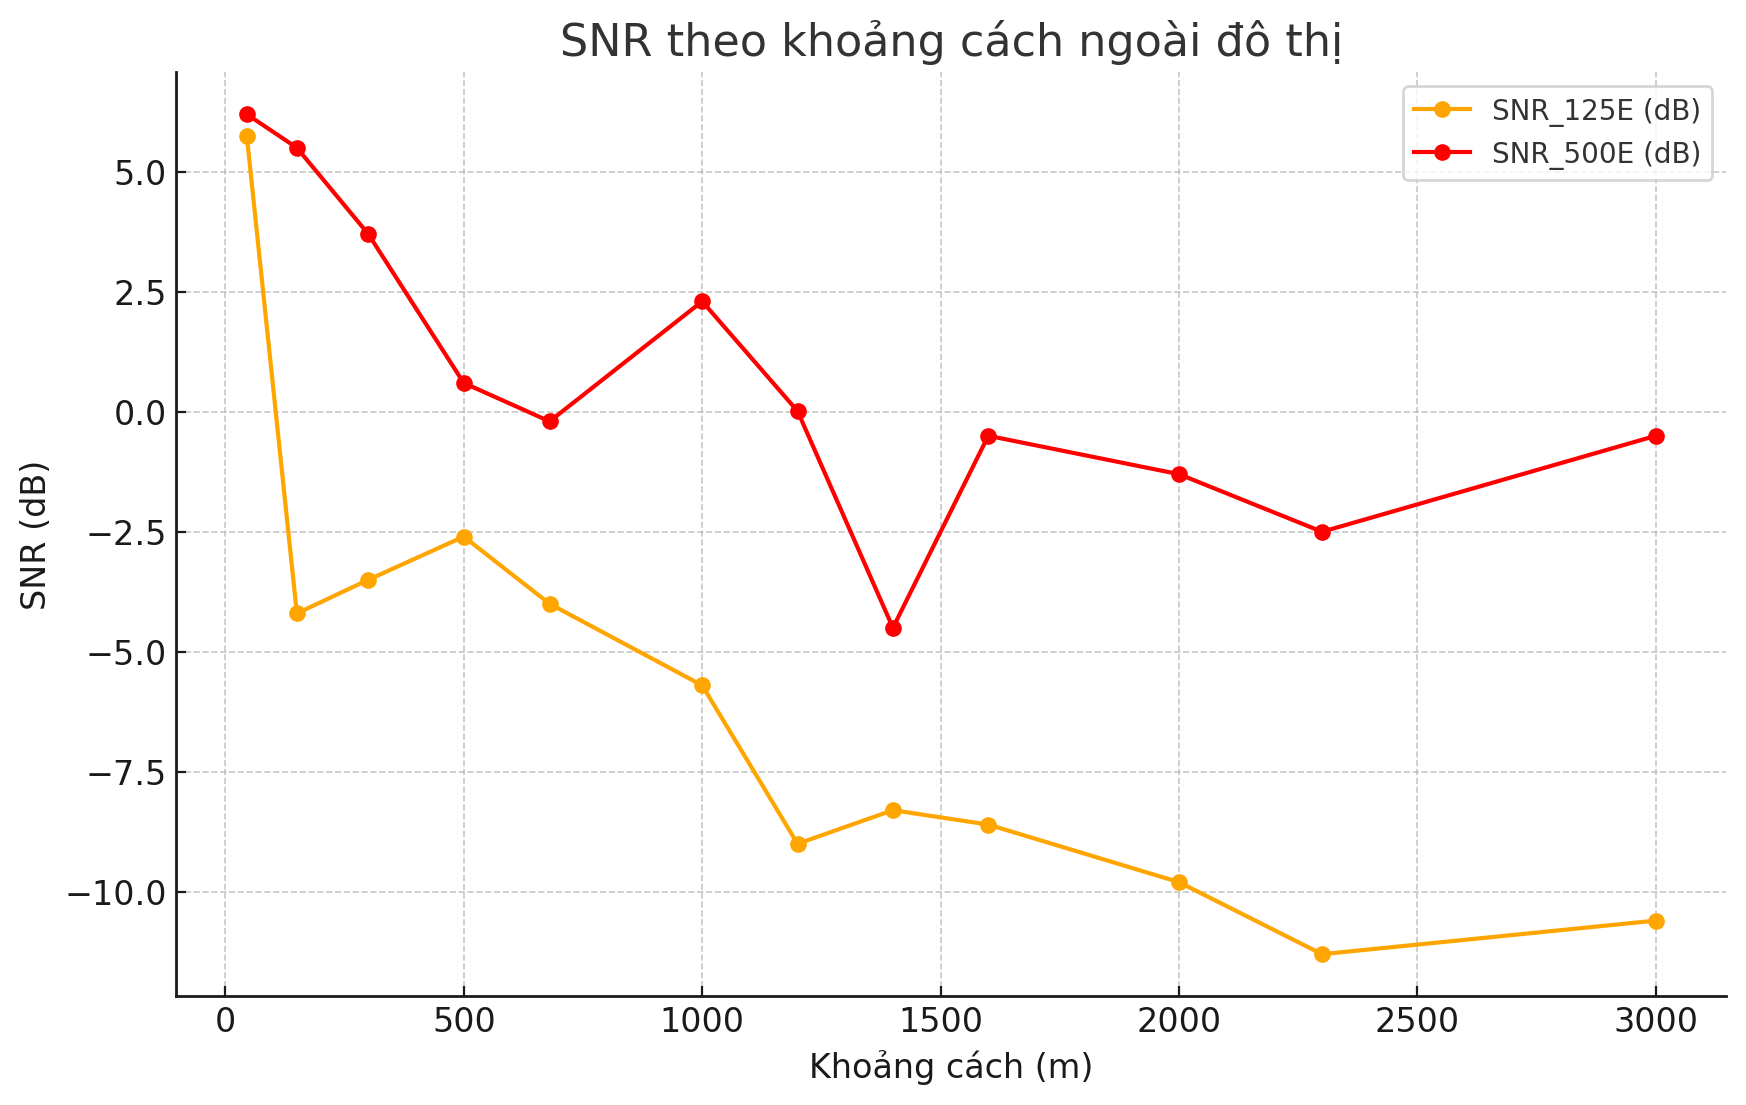 SNR theo khoảng cách ngoài đô thị
SNR_125E (dB)
SNR_500E (dB)
5.0
2.5
0.0
−2.5
−5.0
−7.5
−10.0
SNR (dB)
0 500 1000 1500 2000 2500 3000
Khoảng cách (m)